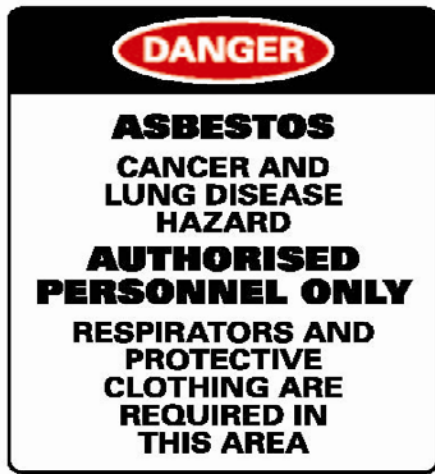 DANGER
ASBESTOS
CANCER AND
LUNG DISEASE
HAZARD
AUTHORISED
PERSONNEL ONLY
RESPIRATORS AND
PROTECTIVE
CLOTHING ARE
REQUIRED IN
THIS AREA